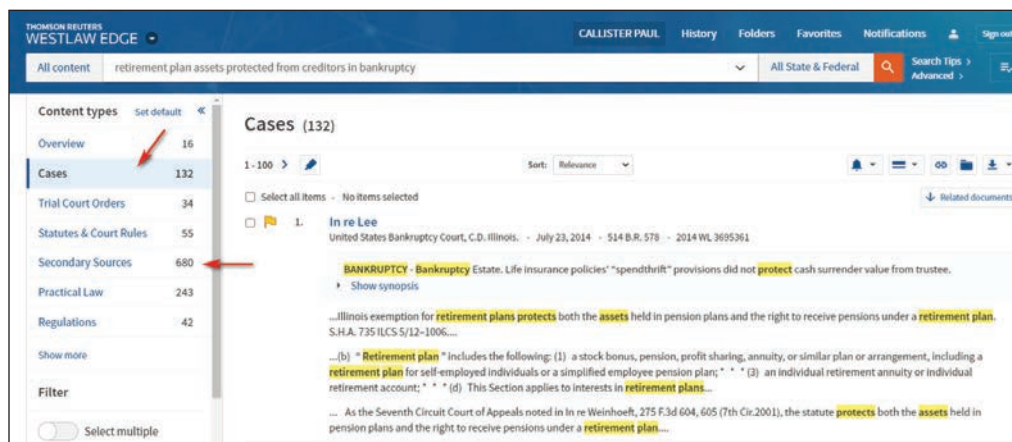 THOMSON REUTERS
WESTLAW EDGE
CALLISTER PAUL History Folders Favorites Notifications Sign out
All content retirement plan assets protected from creditors in bankruptcy All State & Federal Search Tips >
Advanced >
Content types Set default «
Overview 16
Cases 132
Trial Court Orders 34
Statutes & Court Rules 55
Secondary Sources 680
Practical Law 243
Regulations 42
Show more
Filter
Select multiple
Cases (132)
1 - 100 > Sort: Relevance
Select all items - No items selected
Related documents
1. In re Lee
United States Bankruptcy Court, C.D. Illinois. - July 23, 2014 - 514 B.R. 578 - 2014 WL 3695361
BANKRUPTCY - Bankruptcy Estate. Life insurance policies' "spendthrift" provisions did not protect cash surrender value from trustee.
Show synopsis
...Illinois exemption for retirement plans protects both the assets held in pension plans and the right to receive pensions under a retirement plan.
S.H.A. 735 ILCS 5/12–1006....
...(b) " Retirement plan " includes the following: (1) a stock bonus, pension, profit sharing, annuity, or similar plan or arrangement, including a
retirement plan for self-employed individuals or a simplified employee pension plan; * * * (3) an individual retirement annuity or individual
retirement account; * * * (d) This Section applies to interests in retirement plans...
... As the Seventh Circuit Court of Appeals noted in In re Weinhoeft, 275 F.3d 604, 605 (7th Cir.2001), the statute protects both the assets held in
pension plans and the right to receive pensions under a retirement plan....